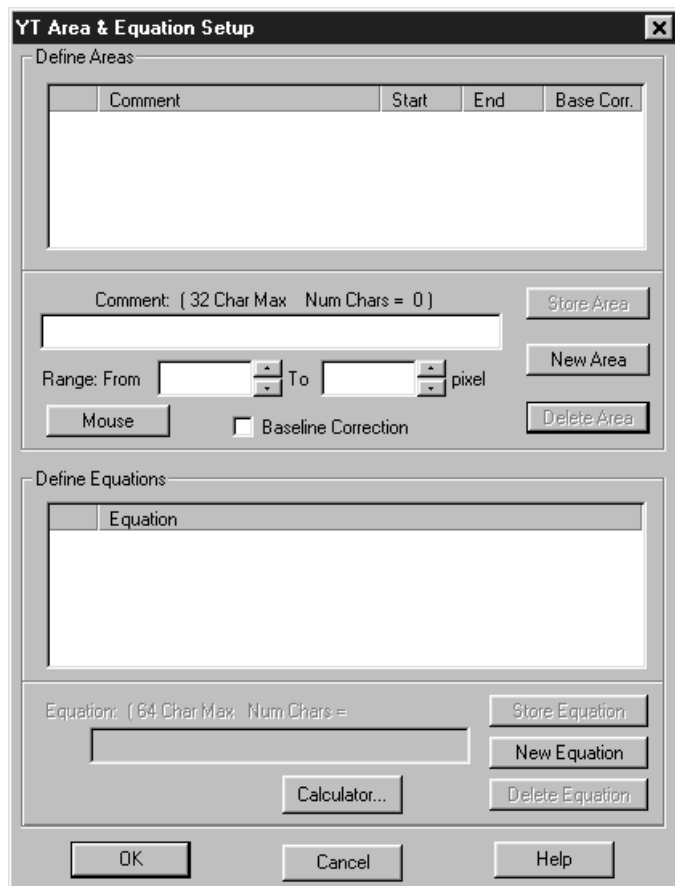 YT Area & Equation Setup
Define Areas
Comment Start End Base Corr.
Comment: ( 32 Char Max Num Chars = 0 )
Store Area
New Area
Range: From To pixel
Mouse
Baseline Correction
Delete Area
Define Equations
Equation
Equation: ( 64 Char Max Num Chars =
Store Equation
New Equation
Calculator...
Delete Equation
OK
Cancel
Help